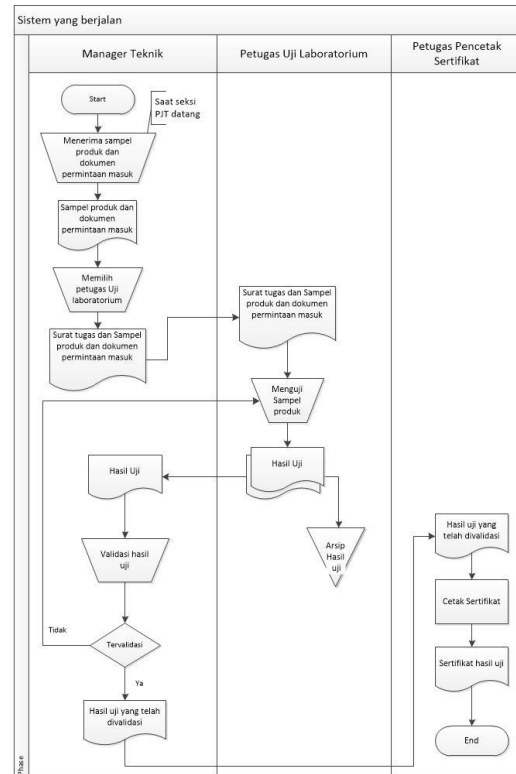 Sistem yang berjalan
Manager Teknik
Petugas Uji Laboratorium
Petugas Pencetak
Sertifikat
Start
Saat seksi
PJT datang
Menerima sampel
produk dan
dokumen
permintaan masuk
Sampel produk dan
dokumen
permintaan masuk
Memilih
petugas Uji
laboratorium
Surat tugas dan Sampel
produk dan dokumen
permintaan masuk
Surat tugas dan Sampel
produk dan dokumen
permintaan masuk
Menguji
Sampel
produk
Hasil Uji
Hasil Uji
Arsip
Hasil
uji
Validasi hasil
uji
Tidak
Tervalidasi
Ya
Hasil uji yang telah
divalidasi
Hasil uji yang
telah divalidasi
Cetak Sertifikat
Sertifikat hasil uji
End
Phase